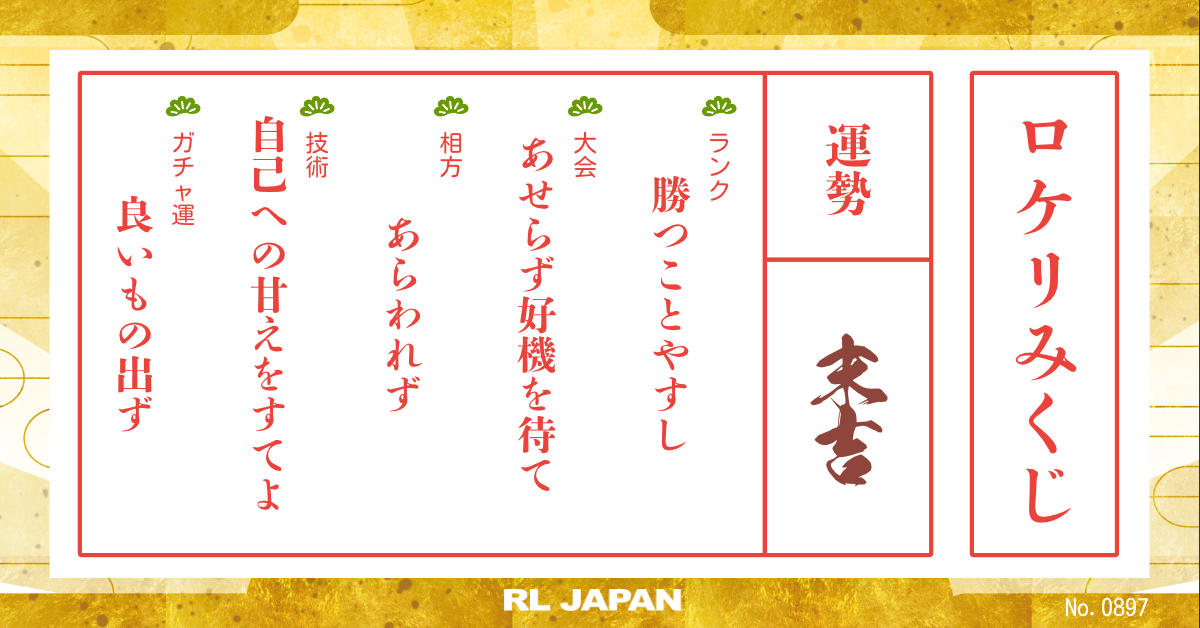 ロケリみくじ
運勢
末吉
ランク
勝つことやすし
大会
あせらず好機を待て
相方
あらわれず
技術
自己への甘えをすてよ
ガチャ運
良いもの出ず
RL JAPAN
No. 0897